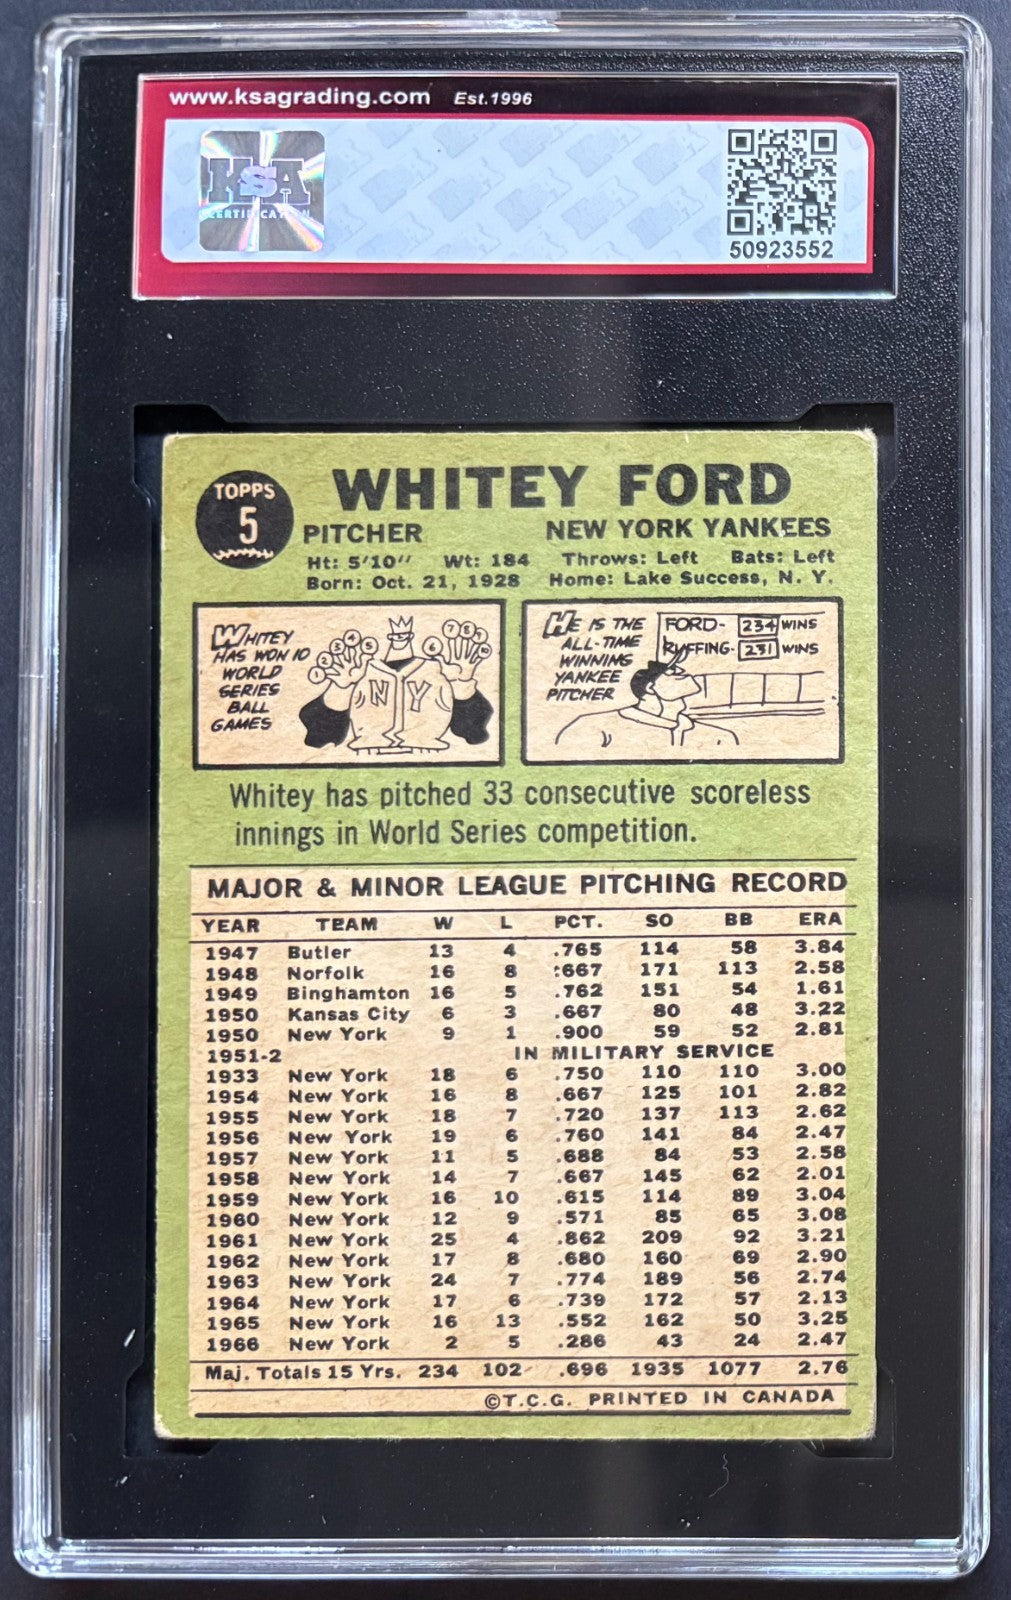 www.ksagrading.com Est.1996
KSA
CERTIFICATION
50923552
TOPPS
5
WHITEY FORD
PITCHER NEW YORK YANKEES
Ht: 5'10" Wt: 184 Throws: Left Bats: Left
Born: Oct. 21, 1928 Home: Lake Success, N. Y.
WHITEY
HAS WON 10
WORLD
SERIES
BALL
GAMES
1 2 3 4 5 6 7 8 9 10
NY
HE IS THE
ALL-TIME
WINNING
YANKEE
PITCHER
FORD- 234 WINS
RUFFING- 231 WINS
Whitey has pitched 33 consecutive scoreless
innings in World Series competition.
MAJOR & MINOR LEAGUE PITCHING RECORD
YEAR TEAM W L PCT. SO BB ERA
1947 Butler 13 4 .765 114 58 3.84
1948 Norfolk 16 8 .667 171 113 2.58
1949 Binghamton 16 5 .762 151 54 1.61
1950 Kansas City 6 3 .667 80 48 3.22
1950 New York 9 1 .900 59 52 2.81
1951-2 IN MILITARY SERVICE
1933 New York 18 6 .750 110 110 3.00
1954 New York 16 8 .667 125 101 2.82
1955 New York 18 7 .720 137 113 2.62
1956 New York 19 6 .760 141 84 2.47
1957 New York 11 5 .688 84 53 2.58
1958 New York 14 7 .667 145 62 2.01
1959 New York 16 10 .615 114 89 3.04
1960 New York 12 9 .571 85 65 3.08
1961 New York 25 4 .862 209 92 3.21
1962 New York 17 8 .680 160 69 2.90
1963 New York 24 7 .774 189 56 2.74
1964 New York 17 6 .739 172 57 2.13
1965 New York 16 13 .552 162 50 3.25
1966 New York 2 5 .286 43 24 2.47
Maj. Totals 15 Yrs. 234 102 .696 1935 1077 2.76
©T.C.G. PRINTED IN CANADA